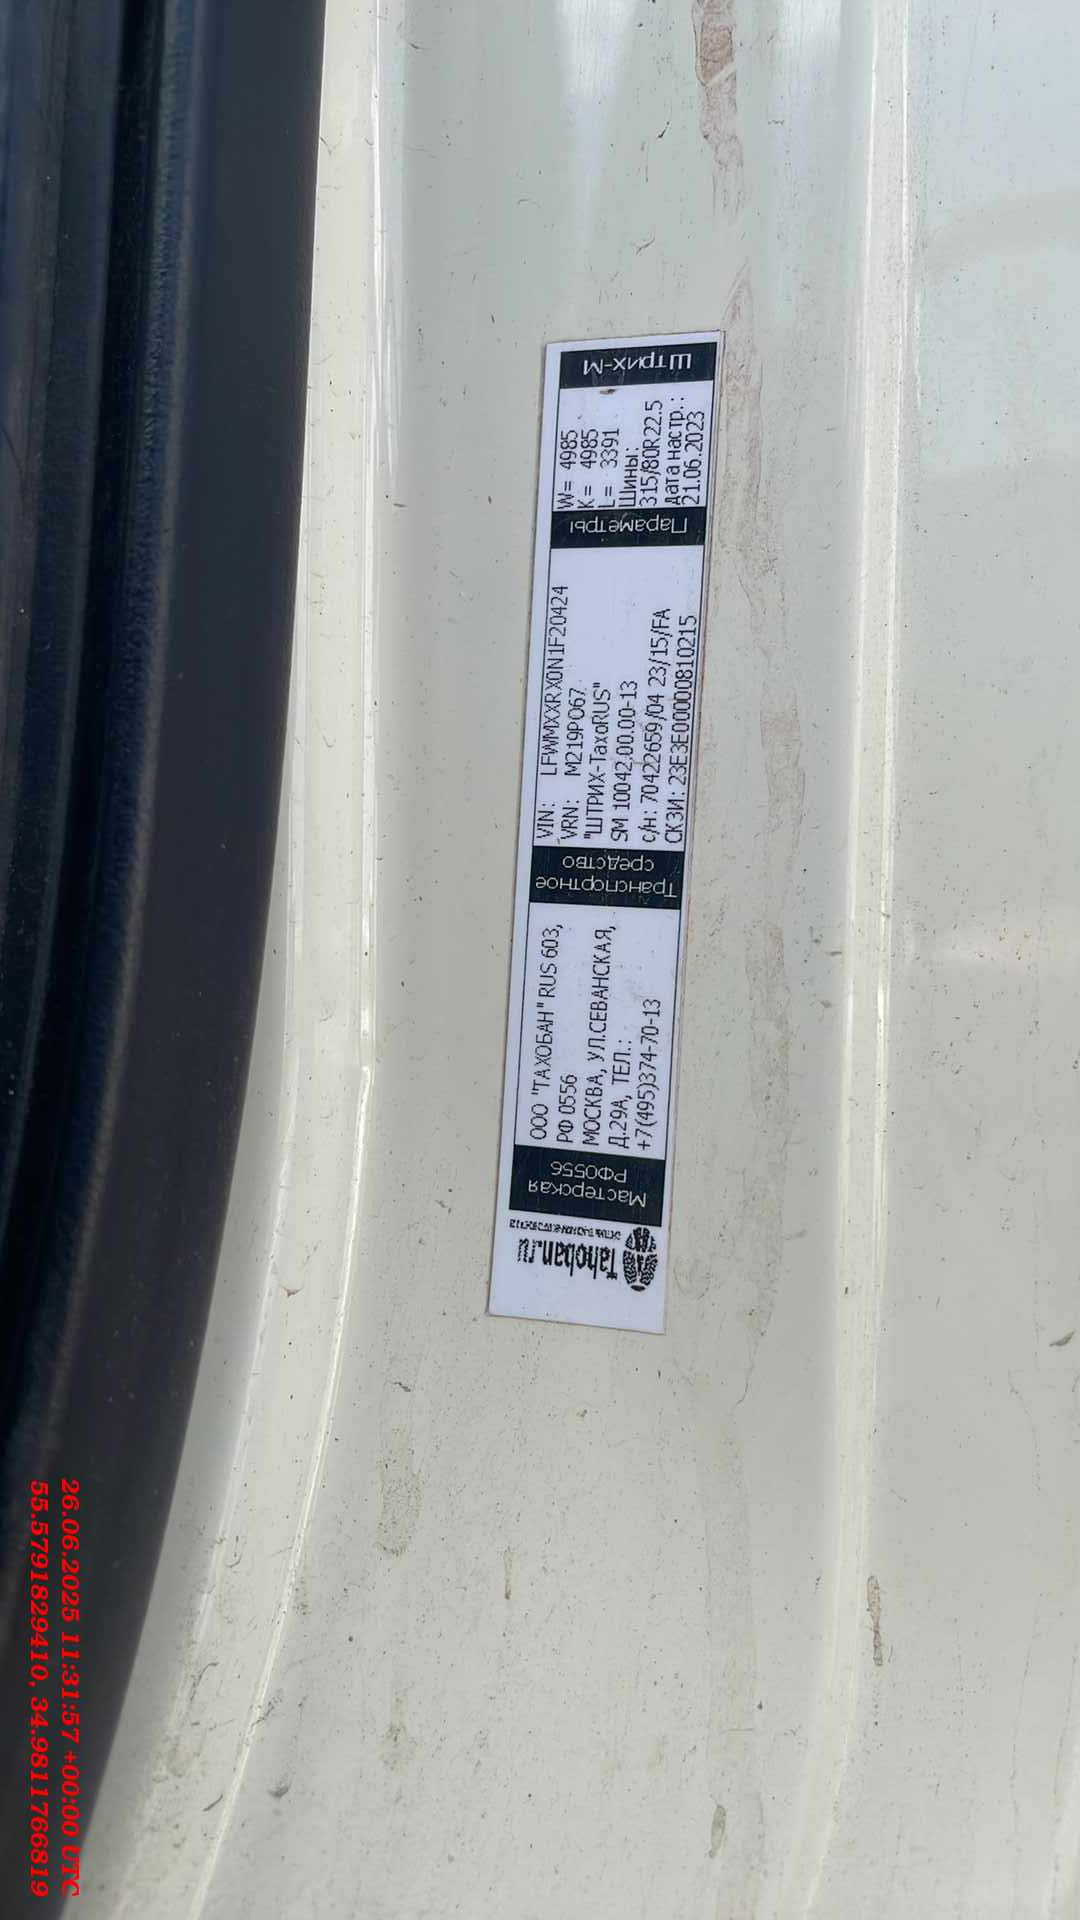 Tahoban.ru
Мастерская
РФ0556
ООО "ТАХОБАН" RUS 603,
РФ 0556
МОСКВА, УЛ.СЕВАНСКАЯ,
Д.29А, ТЕЛ.:
+7(495)374-70-13
Транспортное
средство
VIN: LFWMXXRX0N1F20424
VRN: M219PO67
"ШТРИХ-ТахоRUS"
SM 10042.00.00-13
с/н: 70422659/04 23/15/FA
СКЗИ: 23E3E00000810215
Параметры
W= 4985
K= 4985
L= 3391
Шины:
315/80R22.5
Дата настр.:
21.06.2023
Штрих-М
26.06.2025 11:31:57 +00:00 UTC
55.5791829410, 34.9811766819